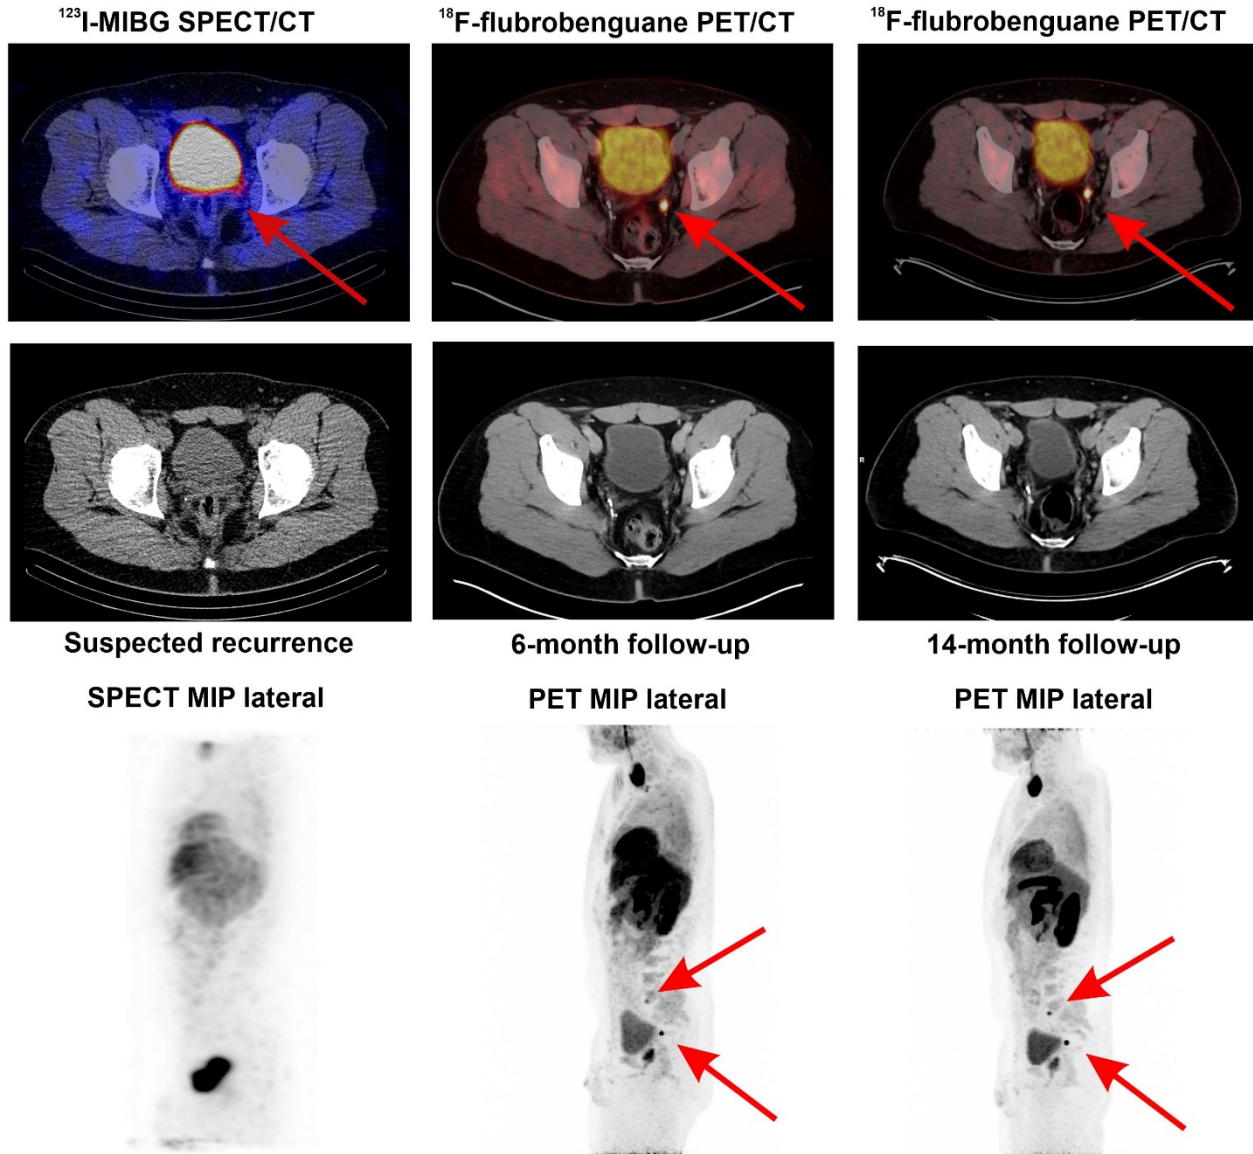 ¹²³I-MIBG SPECT/CT
¹⁸F-flubrobenguane PET/CT
¹⁸F-flubrobenguane PET/CT
R
Suspected recurrence
6-month follow-up
14-month follow-up
SPECT MIP lateral
PET MIP lateral
PET MIP lateral